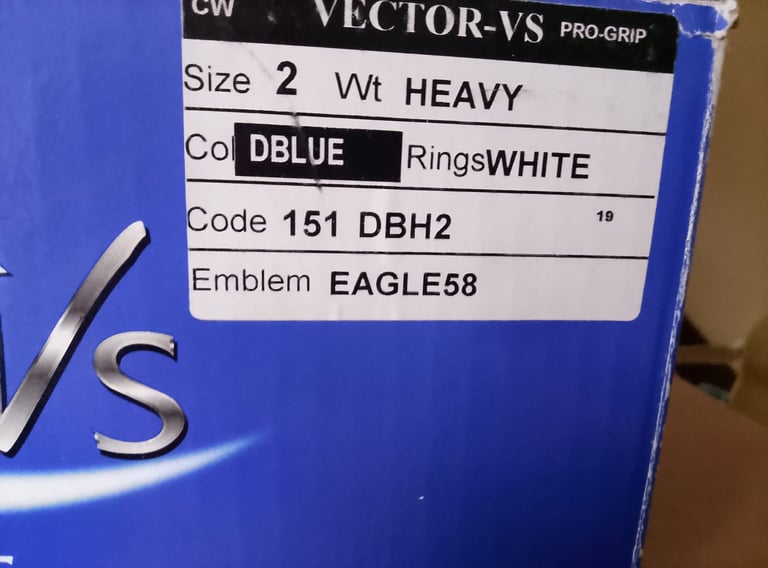 CW VECTOR-VS PRO-GRIP
Size 2 Wt HEAVY
Col DBLUE Rings WHITE
Code 151 DBH2 19
Emblem EAGLE58
Vs